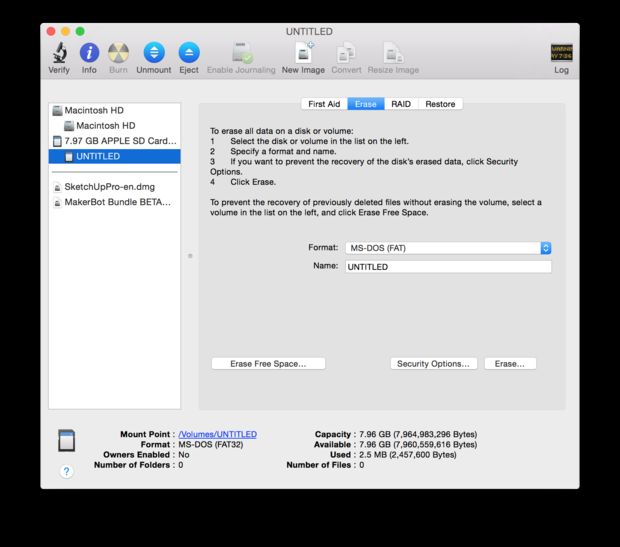 UNTITLED
Verify Info Burn Unmount Eject Enable Journaling New Image Convert Resize Image Log
First Aid Erase RAID Restore
Macintosh HD
Macintosh HD
7.97 GB APPLE SD Card...
UNTITLED
SketchUpPro-en.dmg
MakerBot Bundle BETA...
To erase all data on a disk or volume:
1 Select the disk or volume in the list on the left.
2 Specify a format and name.
3 If you want to prevent the recovery of the disk's erased data, click Security
Options.
4 Click Erase.
To prevent the recovery of previously deleted files without erasing the volume, select a
volume in the list on the left, and click Erase Free Space.
Format: MS-DOS (FAT)
Name: UNTITLED
Erase Free Space... Security Options... Erase...
Mount Point : /Volumes/UNTITLED Capacity : 7.96 GB (7,964,983,296 Bytes)
Format : MS-DOS (FAT32) Available : 7.96 GB (7,960,559,616 Bytes)
Owners Enabled : No Used : 2.5 MB (2,457,600 Bytes)
Number of Folders : 0 Number of Files : 0
?